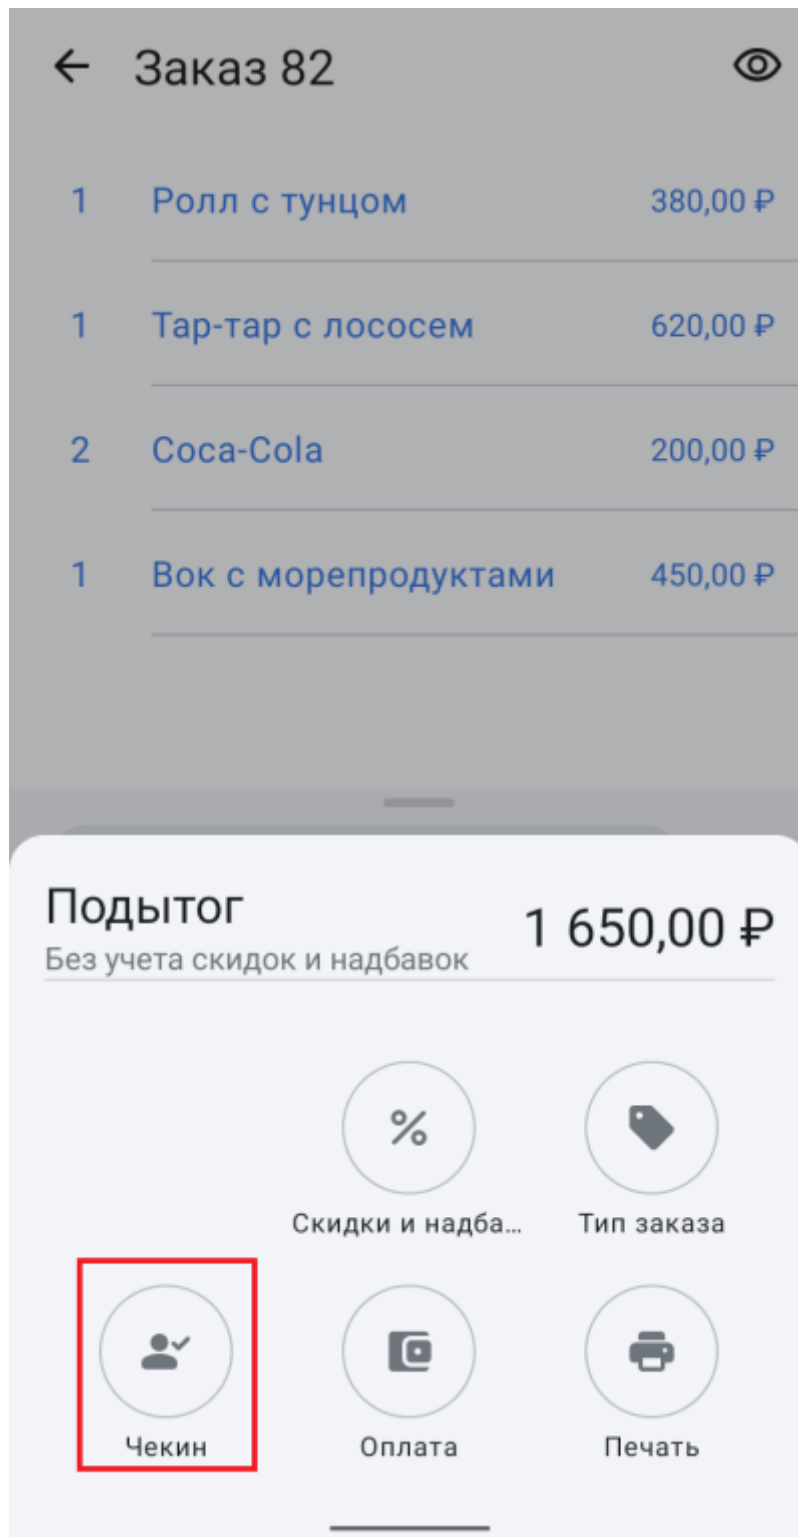 Заказ 82
1 Ролл с тунцом 380,00 ₽
1 Тар-тар с лососем 620,00 ₽
2 Coca-Cola 200,00 ₽
1 Вок с морепродуктами 450,00 ₽
Подытог 1 650,00 ₽
Без учета скидок и надбавок
%
Скидки и надба... Тип заказа
Чекин Оплата Печать